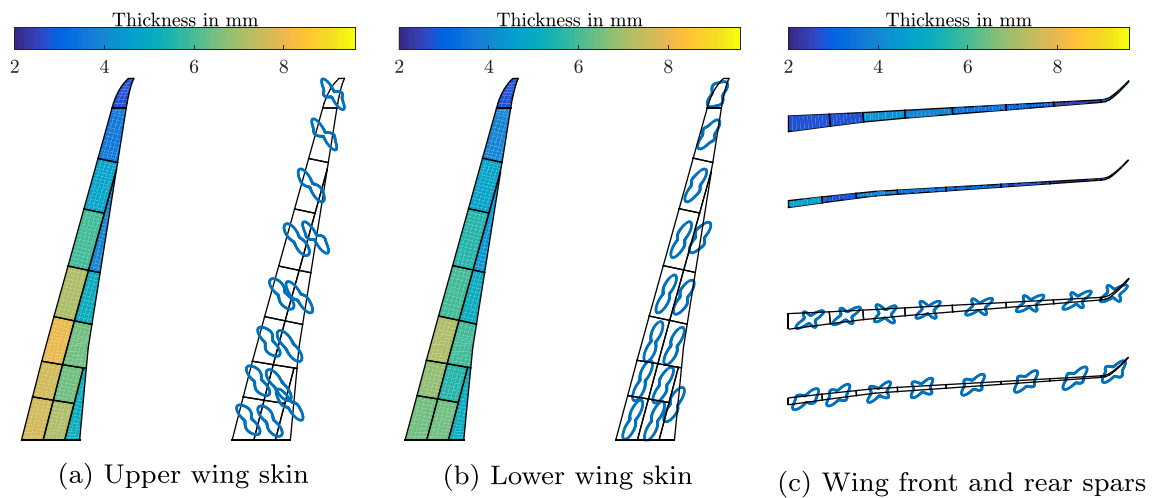 Thickness in mm
2 4 6 8
(a) Upper wing skin
Thickness in mm
2 4 6 8
(b) Lower wing skin
Thickness in mm
2 4 6 8
(c) Wing front and rear spars